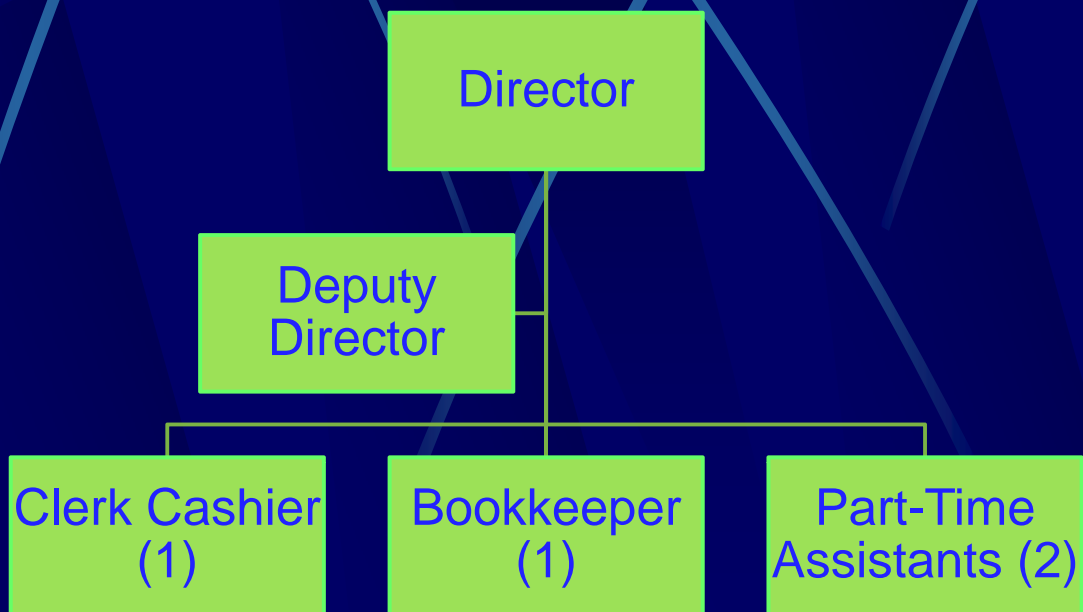 Director
Deputy
Director
Clerk Cashier
(1)
Bookkeeper
(1)
Part-Time
Assistants (2)